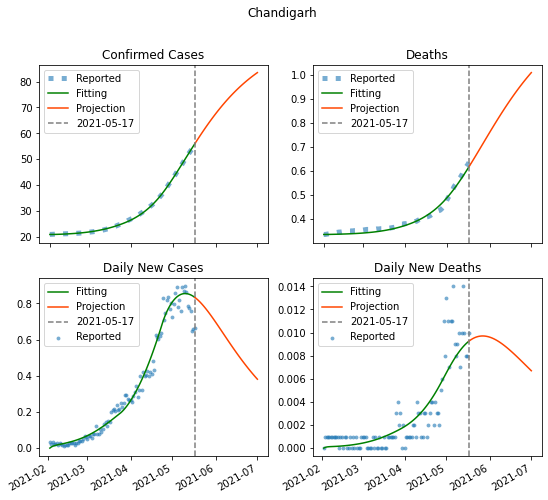 Chandigarh
Confirmed Cases
80
70
60
50
40
30
20
Reported
Fitting
Projection
2021-05-17
Deaths
1.0
0.9
0.8
0.7
0.6
0.5
0.4
Reported
Fitting
Projection
2021-05-17
Daily New Cases
0.8
0.6
0.4
0.2
0.0
Fitting
Projection
2021-05-17
Reported
2021-02
2021-03
2021-04
2021-05
2021-06
2021-07
Daily New Deaths
0.014
0.012
0.010
0.008
0.006
0.004
0.002
0.000
Fitting
Projection
2021-05-17
Reported
2021-02
2021-03
2021-04
2021-05
2021-06
2021-07